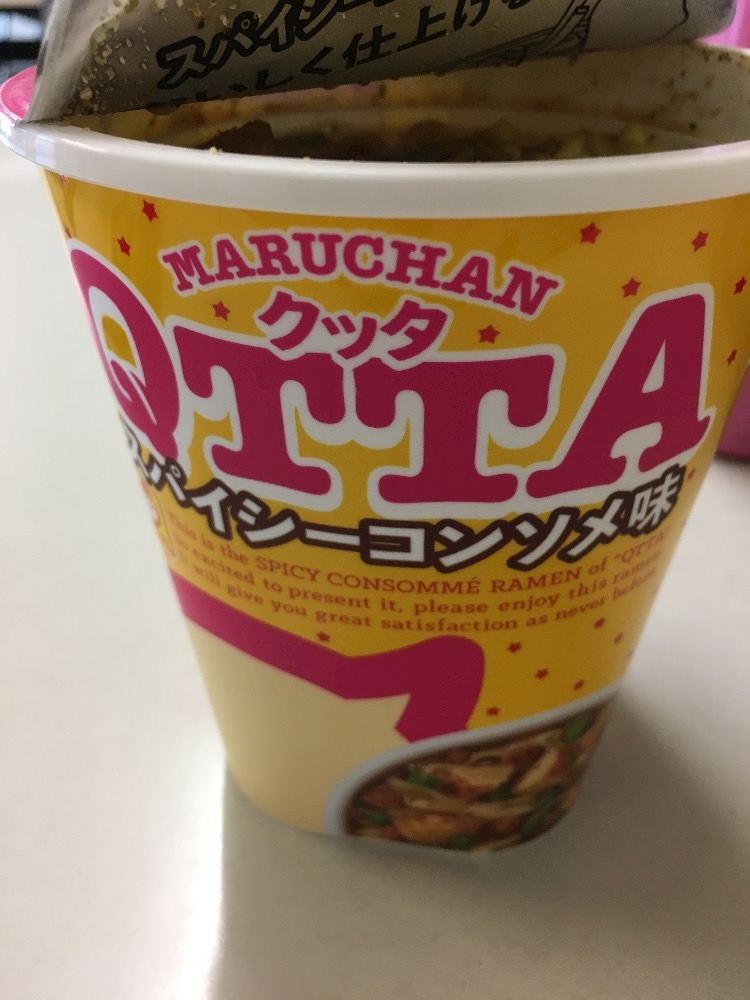 スパイシー
しく仕上げる
MARUCHAN
クッタ
QTTA
スパイシーコンソメ味
This is the SPICY CONSOMMÉ RAMEN of "QTTA
So excited to present it, please enjoy this ramen.
It will give you great satisfaction as never before.